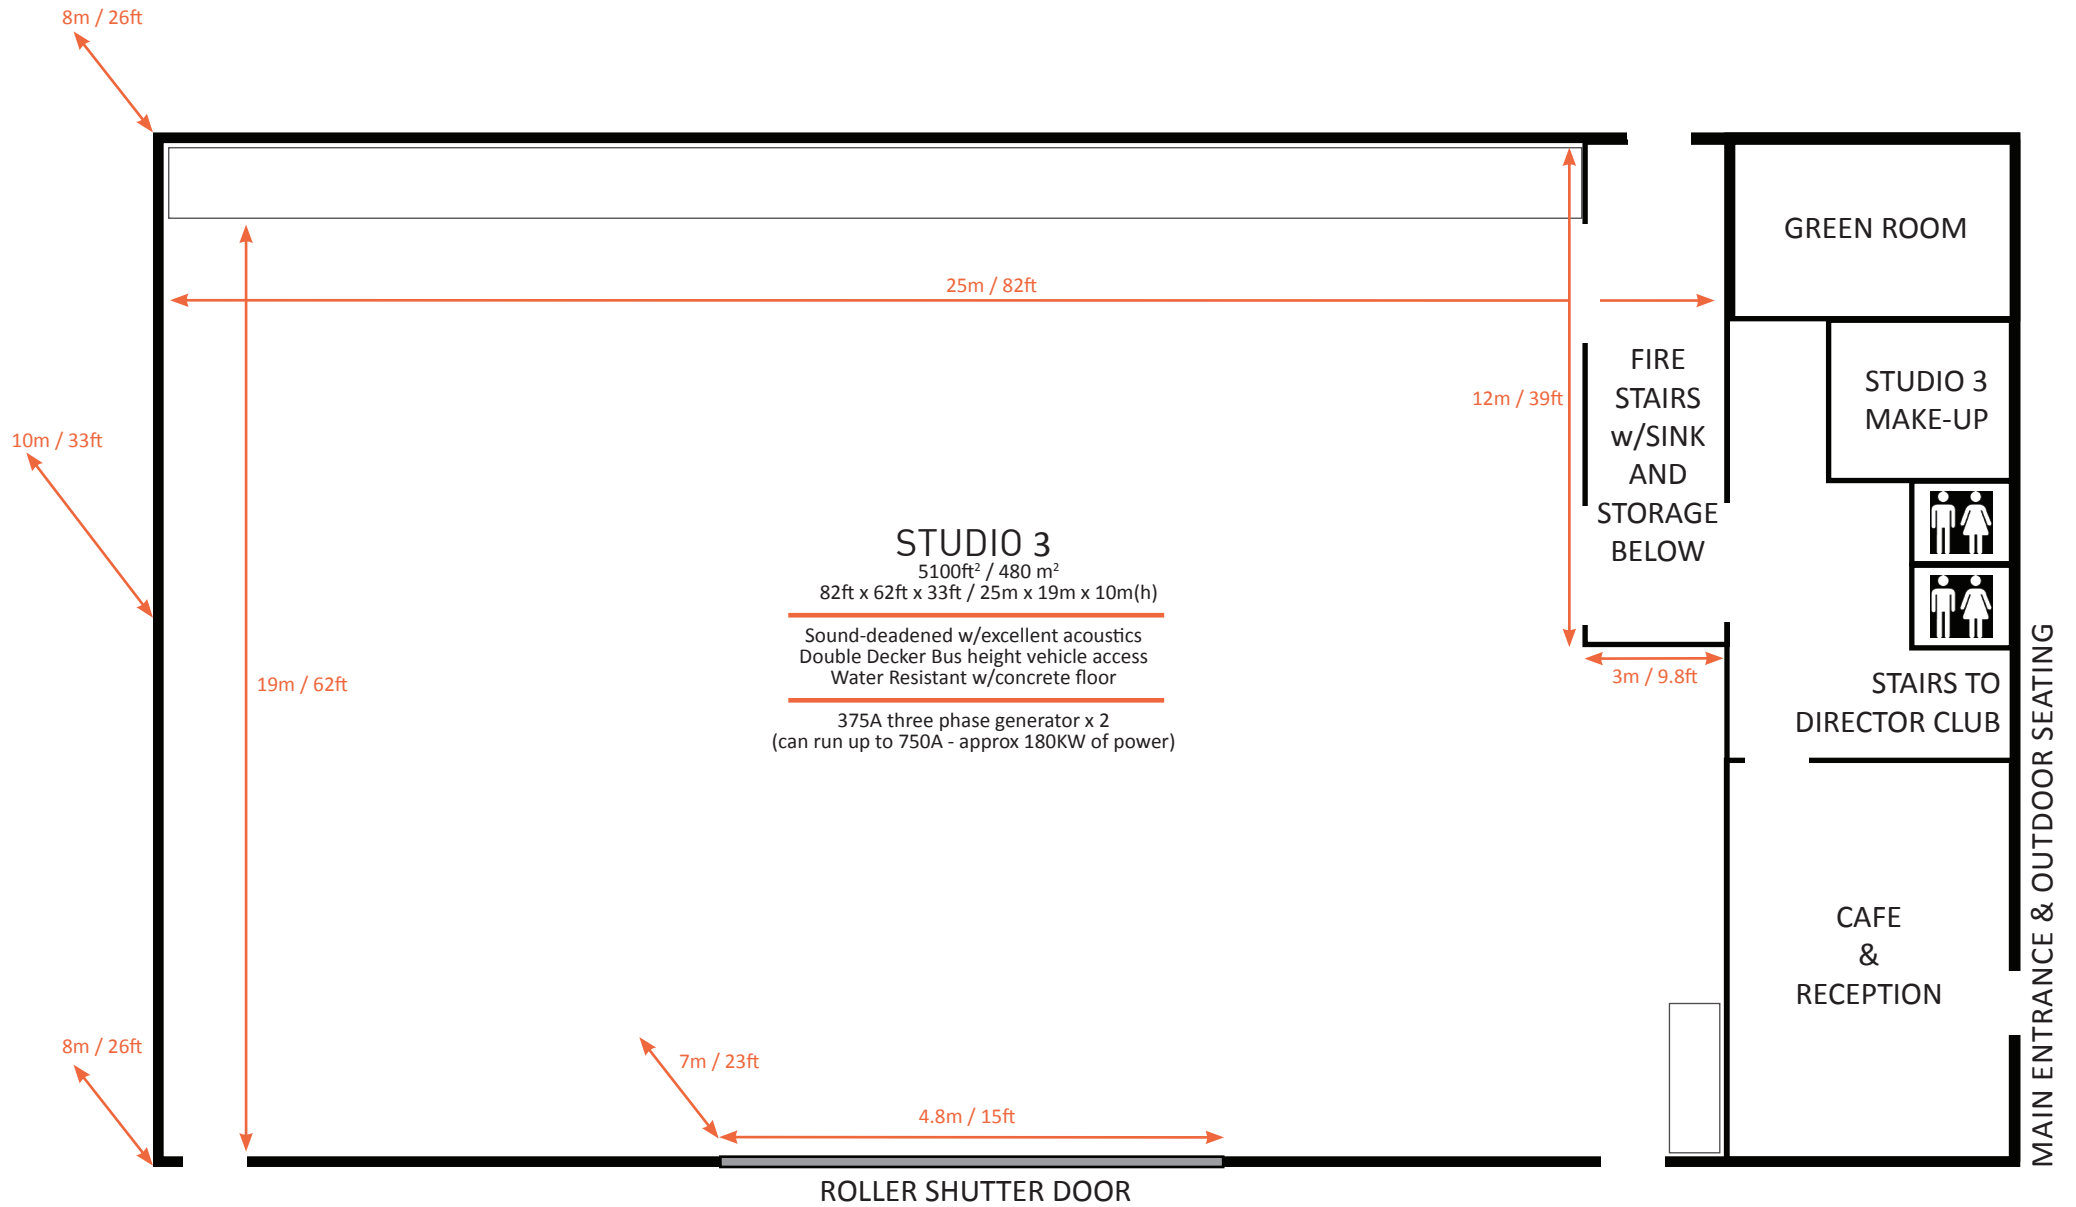 8m / 26ft
GREEN ROOM
25m / 82ft
FIRE
STAIRS
w/SINK
AND
STORAGE
BELOW
STUDIO 3
MAKE-UP
12m / 39ft
10m / 33ft
STUDIO 3
5100ft² / 480 m²
82ft x 62ft x 33ft / 25m x 19m x 10m(h)
Sound-deadened w/excellent acoustics
Double Decker Bus height vehicle access
Water Resistant w/concrete floor
375A three phase generator x 2
(can run up to 750A - approx 180KW of power)
19m / 62ft
3m / 9.8ft
STAIRS TO
DIRECTOR CLUB
MAIN ENTRANCE & OUTDOOR SEATING
CAFE
&
RECEPTION
8m / 26ft
7m / 23ft
4.8m / 15ft
ROLLER SHUTTER DOOR